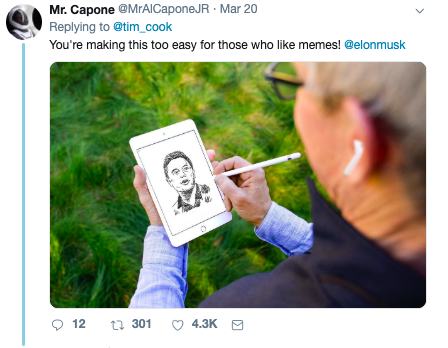 Mr. Capone @MrAlCaponeJR · Mar 20
Replying to @tim_cook
You're making this too easy for those who like memes! @elonmusk
12 301 4.3K